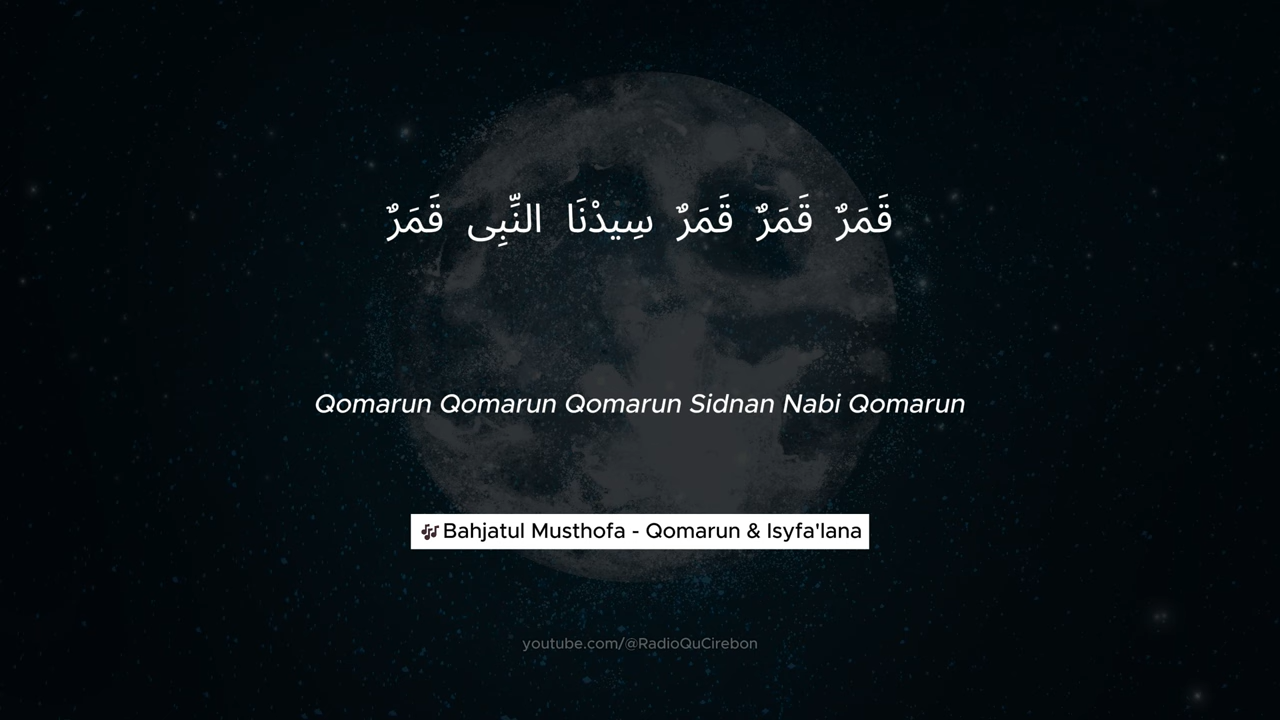 قَمَرٌ قَمَرٌ قَمَرٌ سِيدْنَا النَّبِى قَمَرٌ
Qomarun Qomarun Qomarun Sidnan Nabi Qomarun
🎶 Bahjatul Musthofa - Qomarun & Isyfa'lana
youtube.com/@RadioQuCirebon